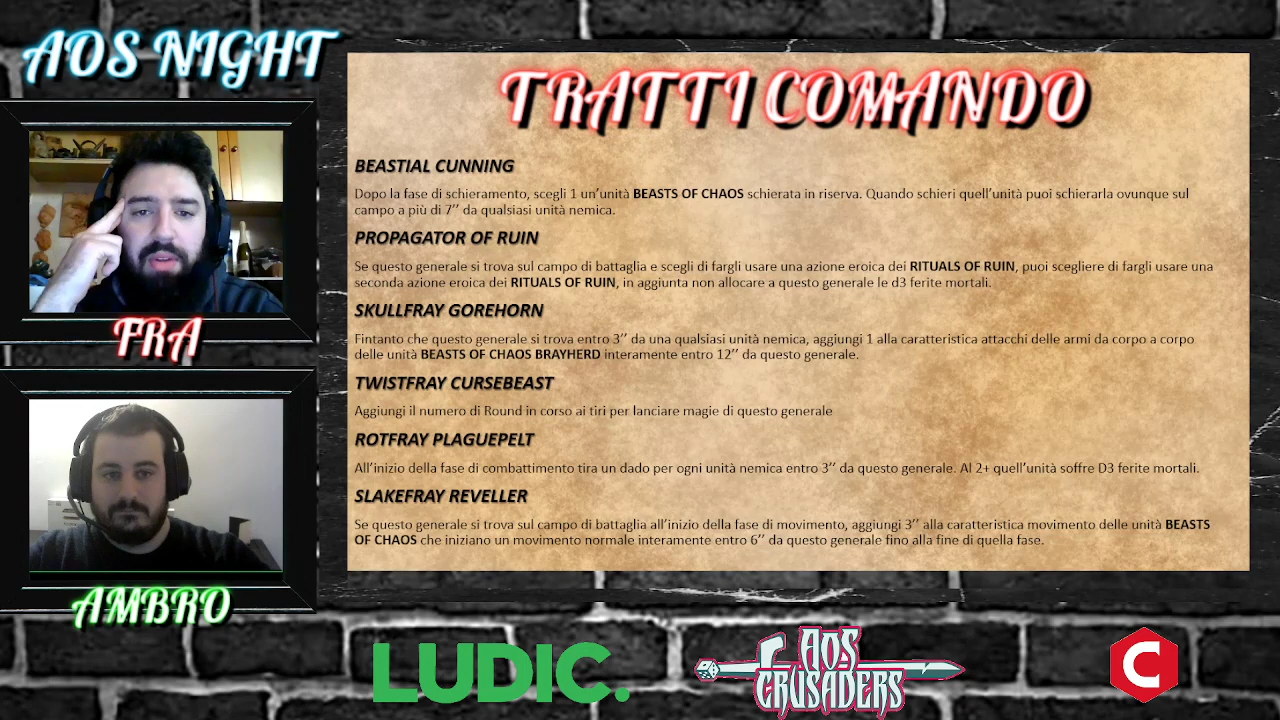 AOS NIGHT
FRA
AMBRO
TRATTI COMANDO
BEASTIAL CUNNING
Dopo la fase di schieramento, scegli 1 un'unità BEASTS OF CHAOS schierata in riserva. Quando schieri quell'unità puoi schierarla ovunque sul
campo a più di 7'' da qualsiasi unità nemica.
PROPAGATOR OF RUIN
Se questo generale si trova sul campo di battaglia e scegli di fargli usare una azione eroica dei RITUALS OF RUIN, puoi scegliere di fargli usare una
seconda azione eroica dei RITUALS OF RUIN, in aggiunta non allocare a questo generale le d3 ferite mortali.
SKULLFRAY GOREHORN
Fintanto che questo generale si trova entro 3'' da una qualsiasi unità nemica, aggiungi 1 alla caratteristica attacchi delle armi da corpo a corpo
delle unità BEASTS OF CHAOS BRAYHERD interamente entro 12'' da questo generale.
TWISTFRAY CURSEBEAST
Aggiungi il numero di Round in corso ai tiri per lanciare magie di questo generale
ROTFRAY PLAGUEPELT
All'inizio della fase di combattimento tira un dado per ogni unità nemica entro 3'' da questo generale. Al 2+ quell'unità soffre D3 ferite mortali.
SLAKEFRAY REVELLER
Se questo generale si trova sul campo di battaglia all'inizio della fase di movimento, aggiungi 3'' alla caratteristica movimento delle unità BEASTS
OF CHAOS che iniziano un movimento normale interamente entro 6'' da questo generale fino alla fine di quella fase.
LUDIC.
AOS
CRUSADERS
C